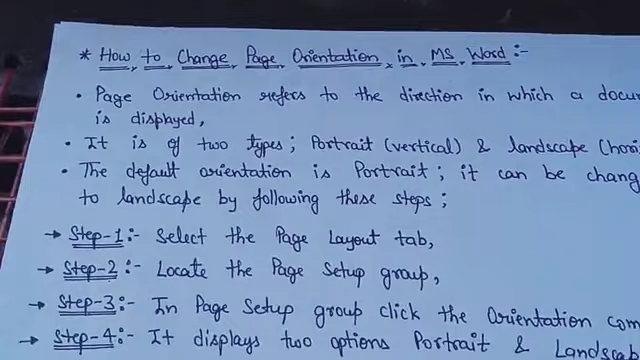 * How to Change Page Orientation in MS Word:-
• Page Orientation refers to the direction in which a docu
is displayed,
• It is of two types; Portrait (vertical) & landscape (hori
• The default orientation is Portrait; it can be chang
to landscape by following these steps;
→ Step-1:- Select the Page Layout tab,
→ Step-2:- Locate the Page Setup group,
→ Step-3:- In Page Setup group click the Orientation com
→ Step-4:- It displays two options Portrait & Landscap